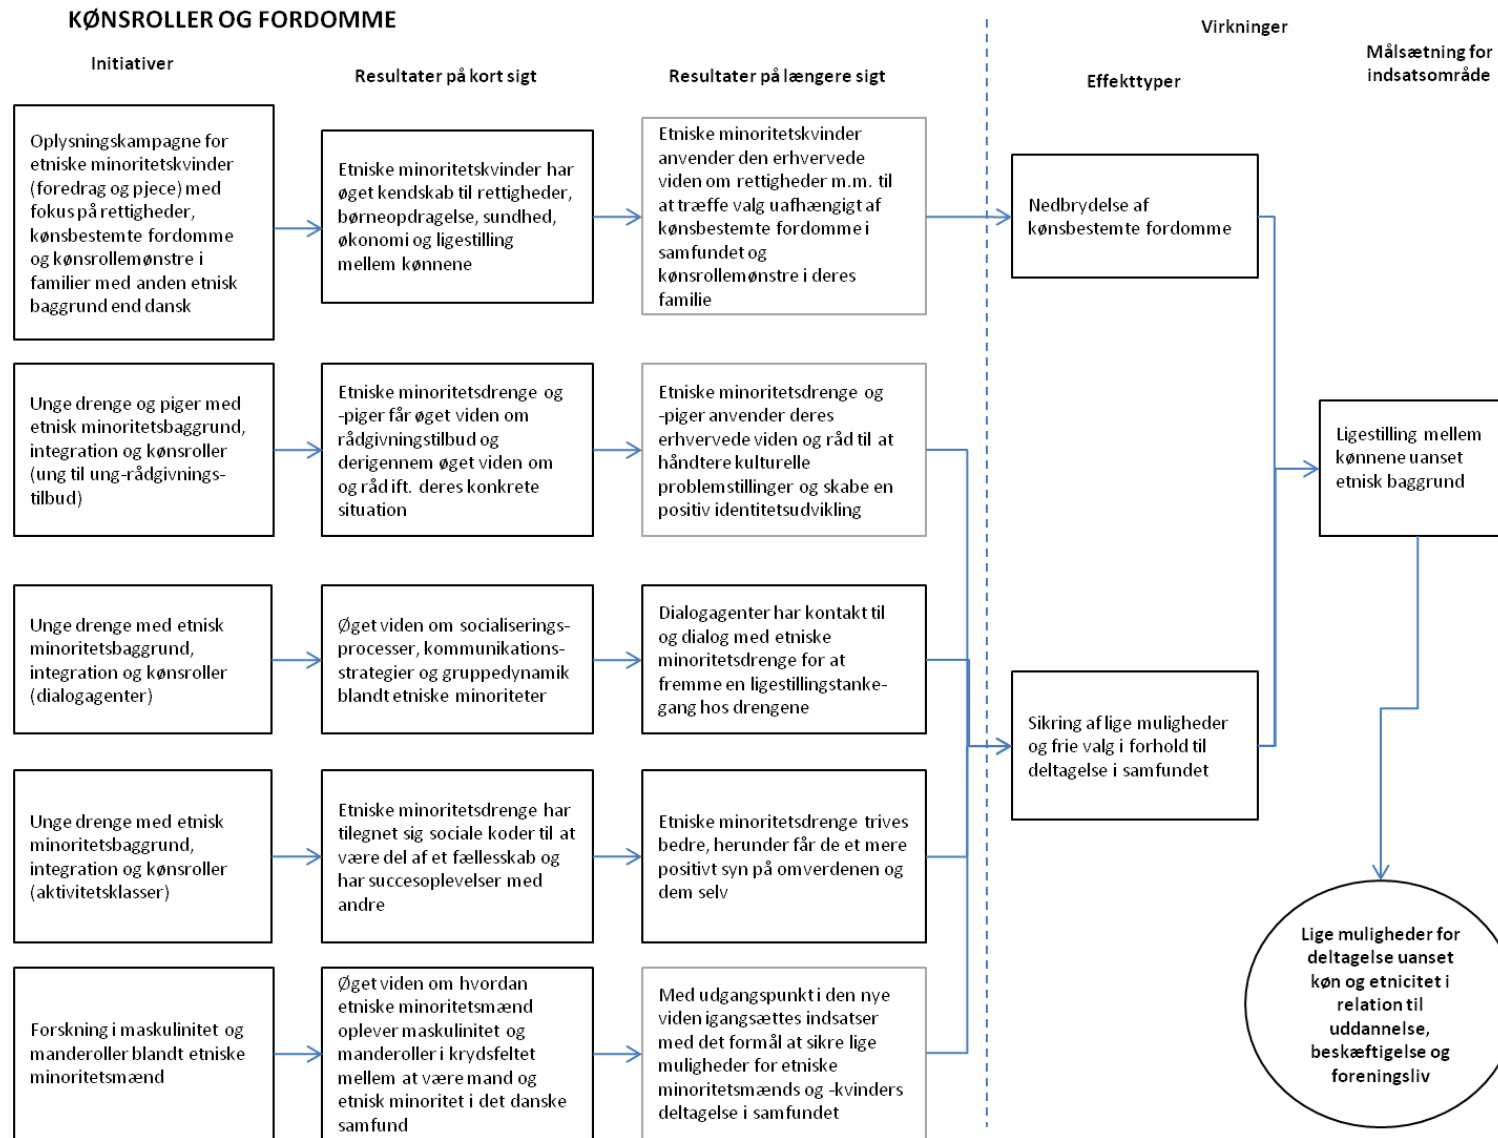 KØNSROLLER OG FORDOMME
Virkninger
Initiativer
Resultater på kort sigt
Resultater på længere sigt
Effekttyper
Målsætning for
indsatsområde
Oplysningskampagne for
etniske minoritetskvinder
(foredrag og pjece) med
fokus på rettigheder,
kønsbestemte fordomme
og kønsrollemønstre i
familier med anden etnisk
baggrund end dansk
Etniske minoritetskvinder har
øget kendskab til rettigheder,
børneopdragelse, sundhed,
økonomi og ligestilling
mellem kønnene
Etniske minoritetskvinder
anvender den erhvervede
viden om rettigheder m.m. til
at træffe valg uafhængigt af
kønsbestemte fordomme i
samfundet og
kønsrollemønstre i deres
familie
Nedbrydelse af
kønsbestemte fordomme
Unge drenge og piger med
etnisk minoritetsbaggrund,
integration og kønsroller
(ung til ung-rådgivnings-
tilbud)
Etniske minoritetsdrenge og
-piger får øget viden om
rådgivningstilbud og
derigennem øget viden om
og råd ift. deres konkrete
situation
Etniske minoritetsdrenge og
-piger anvender deres
erhvervede viden og råd til at
håndtere kulturelle
problemstillinger og skabe en
positiv identitetsudvikling
Ligestilling mellem
kønnene uanset
etnisk baggrund
Unge drenge med etnisk
minoritetsbaggrund,
integration og kønsroller
(dialogagenter)
Øget viden om socialiserings-
processer, kommunikations-
strategier og gruppedynamik
blandt etniske minoriteter
Dialogagenter har kontakt til
og dialog med etniske
minoritetsdrenge for at
fremme en ligestillingstanke-
gang hos drengene
Sikring af lige muligheder
og frie valg i forhold til
deltagelse i samfundet
Unge drenge med etnisk
minoritetsbaggrund,
integration og kønsroller
(aktivitetsklasser)
Etniske minoritetsdrenge har
tilegnet sig sociale koder til at
være del af et fællesskab og
har succesoplevelser med
andre
Etniske minoritetsdrenge trives
bedre, herunder får de et mere
positivt syn på omverdenen og
dem selv
Forskning i maskulinitet og
manderoller blandt etniske
minoritetsmænd
Øget viden om hvordan
etniske minoritetsmænd
oplever maskulinitet og
manderoller i krydsfeltet
mellem at være mand og
etnisk minoritet i det danske
samfund
Med udgangspunkt i den nye
viden igangsættes indsatser
med det formål at sikre lige
muligheder for etniske
minoritetsmænds og -kvinders
deltagelse i samfundet
Lige muligheder for
deltagelse uanset
køn og etnicitet i
relation til
uddannelse,
beskæftigelse og
foreningsliv